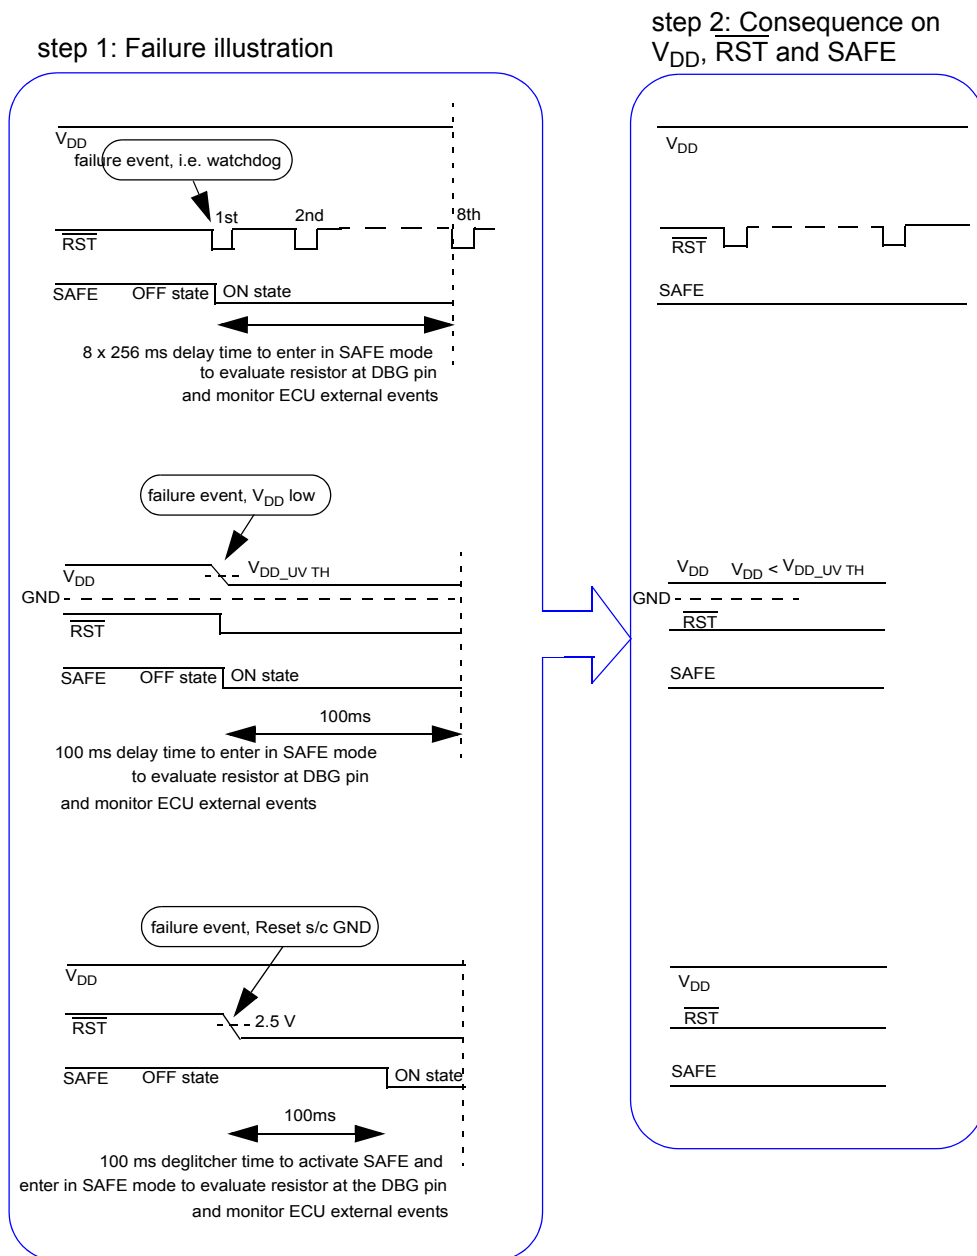 step 1: Failure illustration
step 2: Consequence on
VDD, RST and SAFE
VDD
failure event, i.e. watchdog
1st
2nd
8th
RST
SAFE
OFF state
ON state
8 x 256 ms delay time to enter in SAFE mode
to evaluate resistor at DBG pin
and monitor ECU external events
failure event, VDD low
VDD
VDD_UV TH
GND
RST
SAFE
OFF state
ON state
100ms
100 ms delay time to enter in SAFE mode
to evaluate resistor at DBG pin
and monitor ECU external events
failure event, Reset s/c GND
VDD
RST
2.5 V
SAFE
OFF state
ON state
100ms
100 ms deglitcher time to activate SAFE and
enter in SAFE mode to evaluate resistor at the DBG pin
and monitor ECU external events
VDD
RST
SAFE
VDD
VDD < VDD_UV TH
GND
RST
SAFE
VDD
RST
SAFE